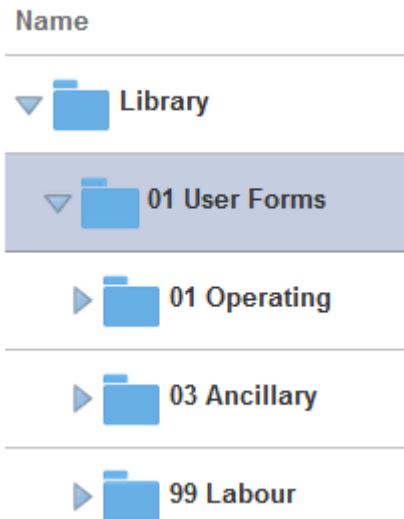 Name
Library
01 User Forms
01 Operating
03 Ancillary
99 Labour